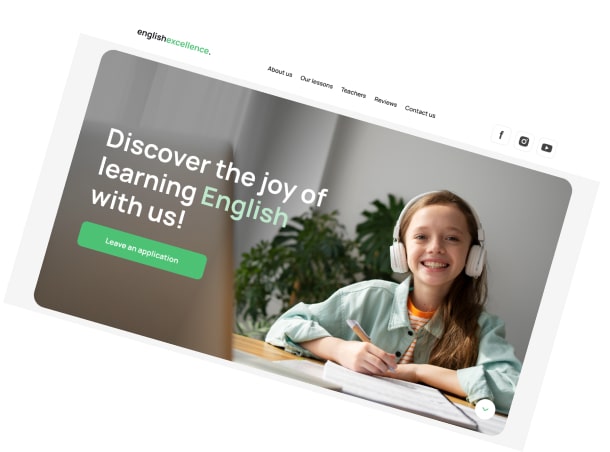 englishexcellence.
About us Our lessons Teachers Reviews Contact us
Discover the joy of
learning English
with us!
Leave an application